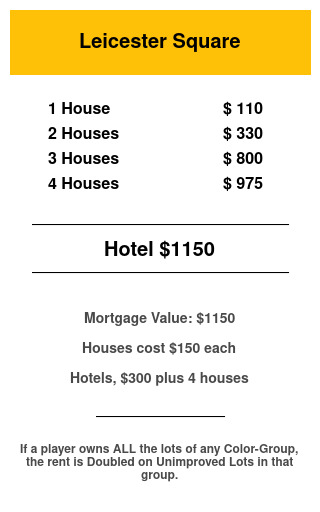 Leicester Square
1 House $ 110
2 Houses $ 330
3 Houses $ 800
4 Houses $ 975
Hotel $1150
Mortgage Value: $1150
Houses cost $150 each
Hotels, $300 plus 4 houses
If a player owns ALL the lots of any Color-Group,
the rent is Doubled on Unimproved Lots in that
group.